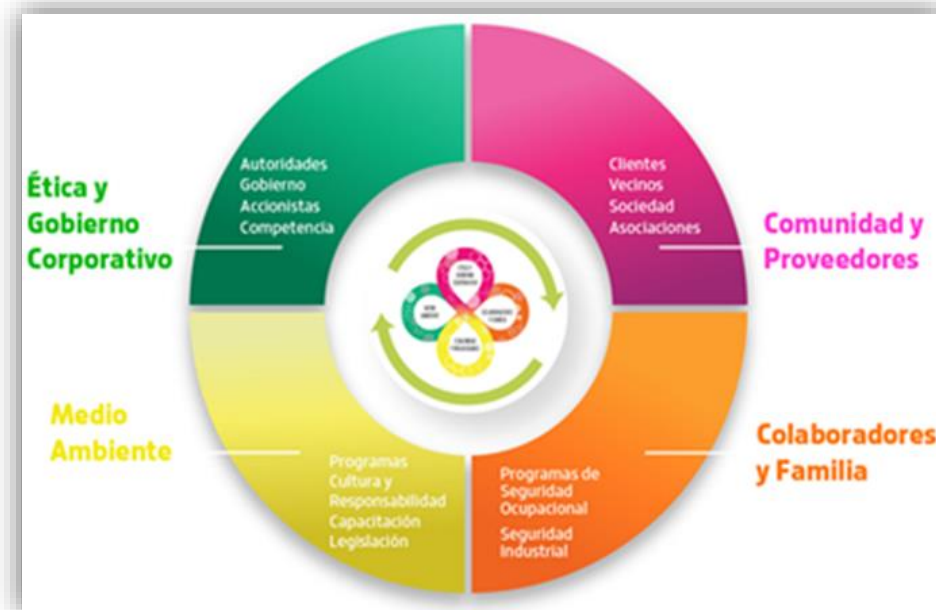 Ética y
Gobierno
Corporativo
Autoridades
Gobierno
Accionistas
Competencia
Clientes
Vecinos
Sociedad
Asociaciones
Comunidad y
Proveedores
Medio
Ambiente
Programas
Cultura y
Responsabilidad
Capacitación
Legislación
Programas de
Seguridad
Ocupacional
Seguridad
Industrial
Colaboradores
y Familia